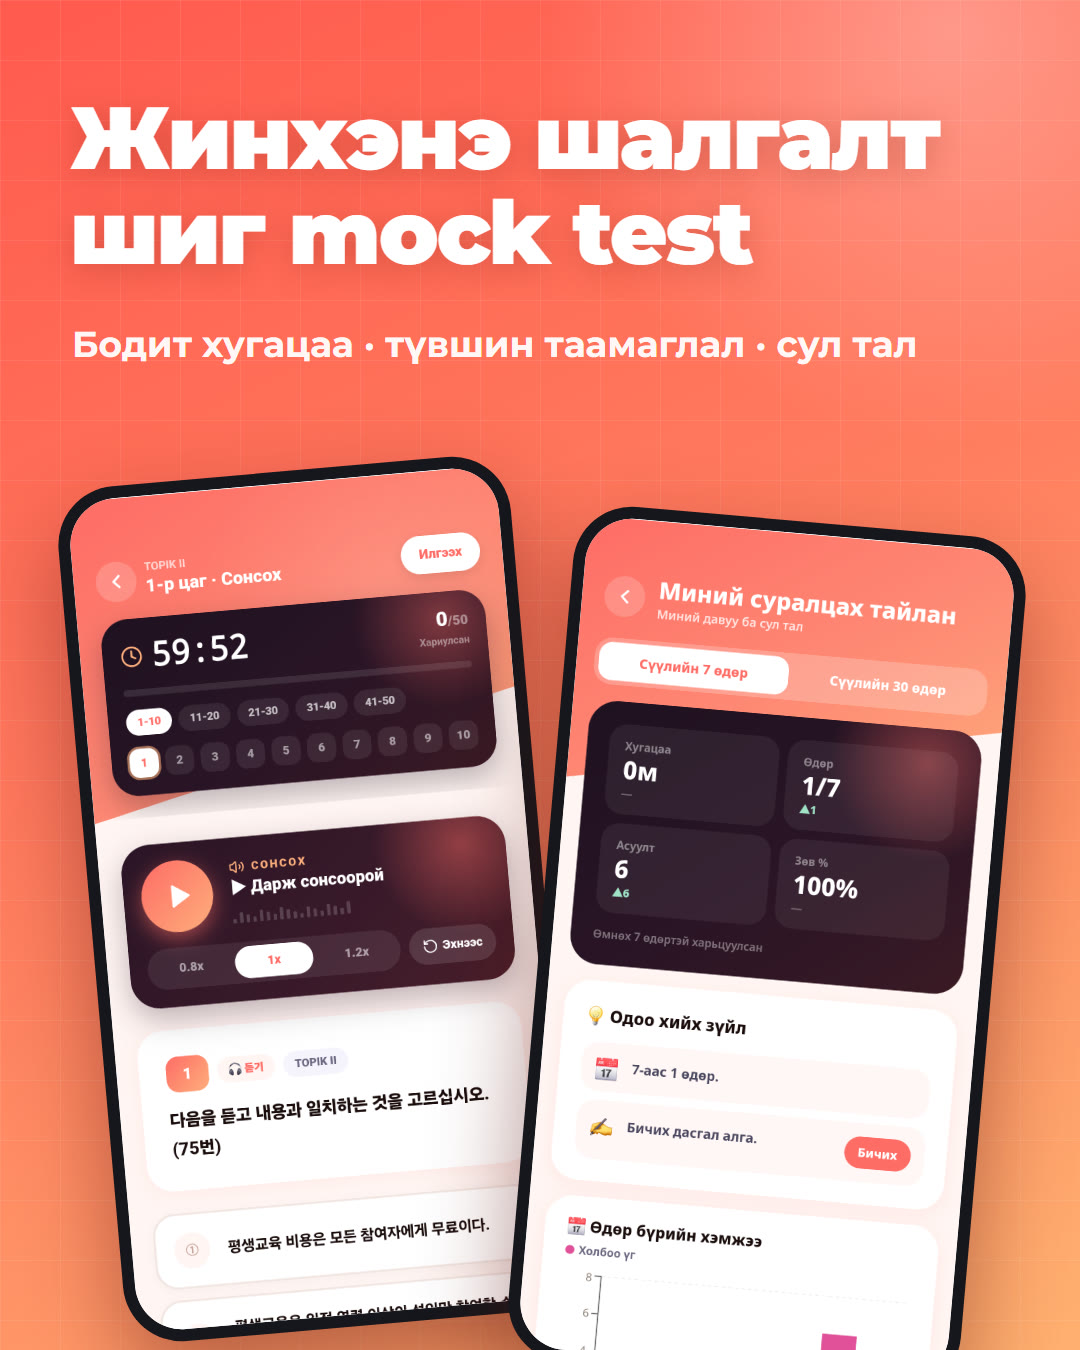 Жинхэнэ шалгалт
шиг mock test
Бодит хугацаа · түвшин таамаглал · сул тал
TOPIK II
1-р цаг · Сонсох
Илгээх
59:52
0/50
Хариулсан
1-10 11-20 21-30 31-40 41-50
1 2 3 4 5 6 7 8 9 10
СОНСОХ
▶ Дарж сонсоорой
0.8x 1x 1.2x Эхнээс
1 🎧 듣기 TOPIK II
다음을 듣고 내용과 일치하는 것을 고르십시오.
(75번)
① 평생교육 비용은 모든 참여자에게 무료이다.
Миний суралцах тайлан
Миний давуу ба сул тал
Сүүлийн 7 өдөр Сүүлийн 30 өдөр
Хугацаа
0м
—
Өдөр
1/7
▲1
Асуулт
6
▲6
Зөв %
100%
—
Өмнөх 7 өдөртэй харьцуулсан
💡 Одоо хийх зүйл
7-аас 1 өдөр.
Бичих дасгал алга.
Бичих
Өдөр бүрийн хэмжээ
Холбоо үг
8
6